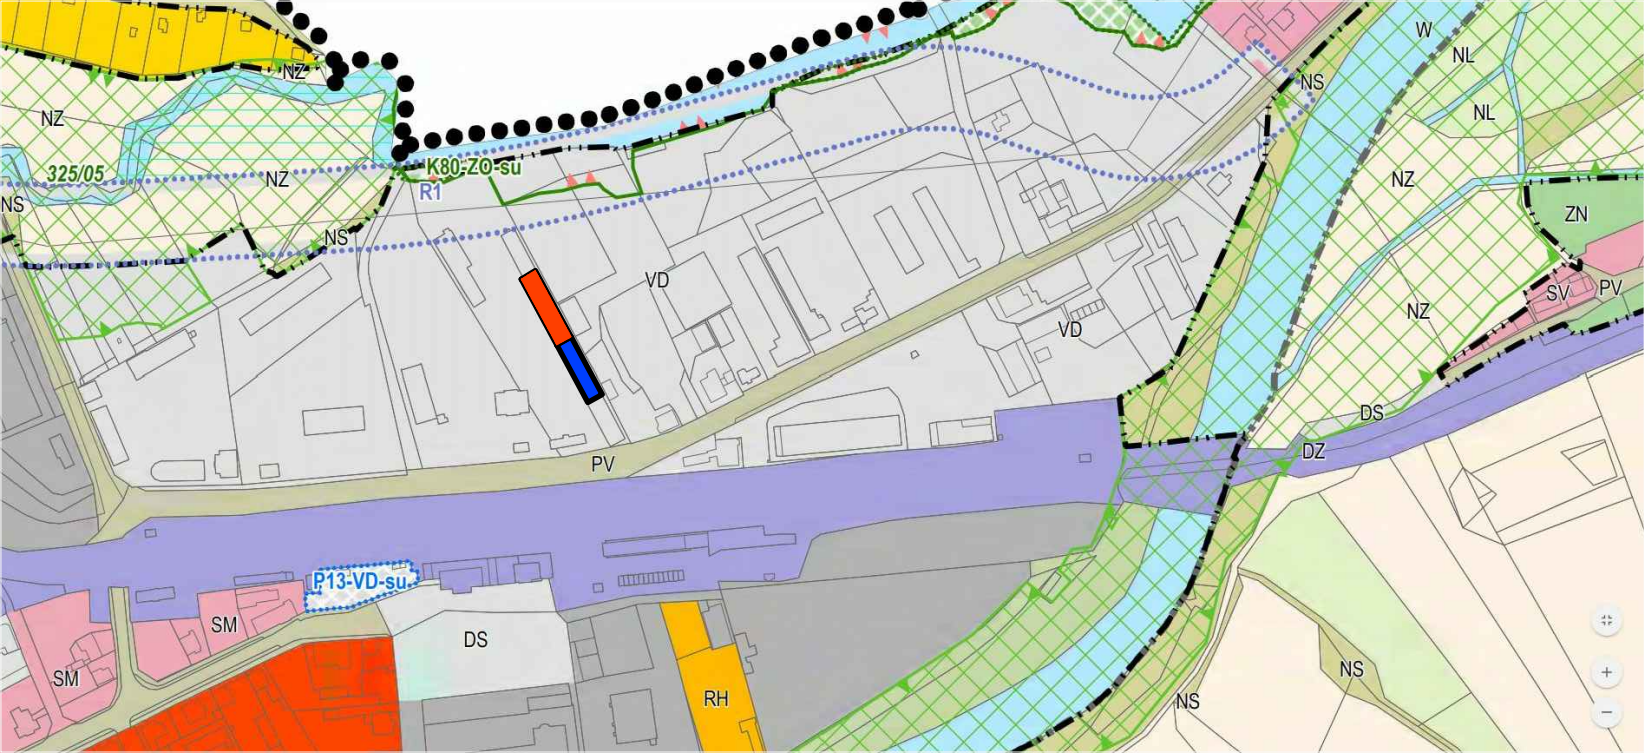 W
NL
NZ
NS
NL
NZ
K80-ZO-su
325/05
NZ
NZ
R1
NS
ZN
NS
VD
PV
SV
NZ
VD
DS
DZ
PV
P13-VD-su
SM
DS
SM
NS
RH
NS
+
−